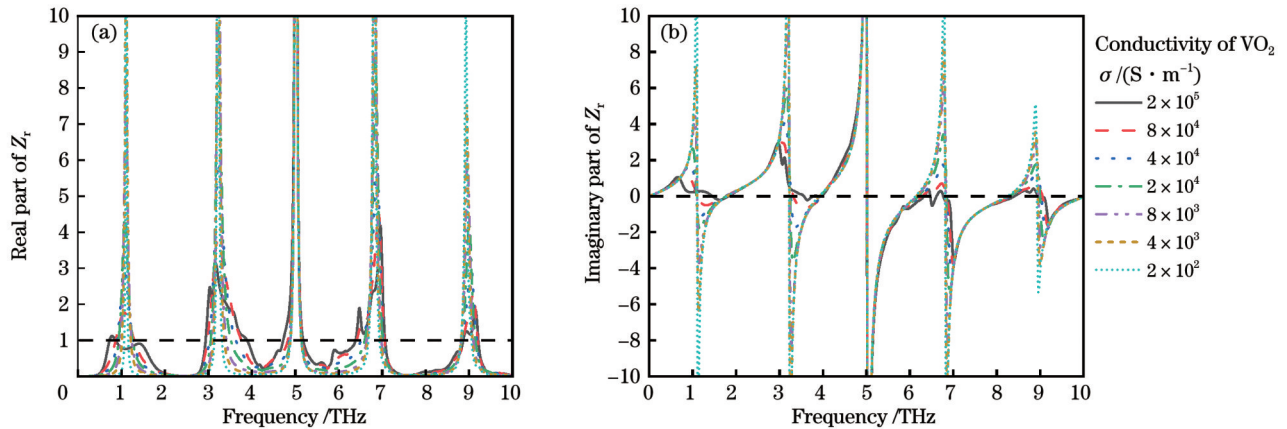 (a)
10
9
8
7
6
5
4
3
2
1
0
1 2 3 4 5 6 7 8 9 10
Real part of Zr
Frequency /THz
(b)
10
8
6
4
2
0
−2
−4
−6
−8
−10
0 1 2 3 4 5 6 7 8 9 10
Imaginary part of Zr
Frequency /THz
Conductivity of VO₂
σ /(S · m⁻¹)
2 × 10⁵
8 × 10⁴
4 × 10⁴
2 × 10⁴
8 × 10³
4 × 10³
2 × 10²